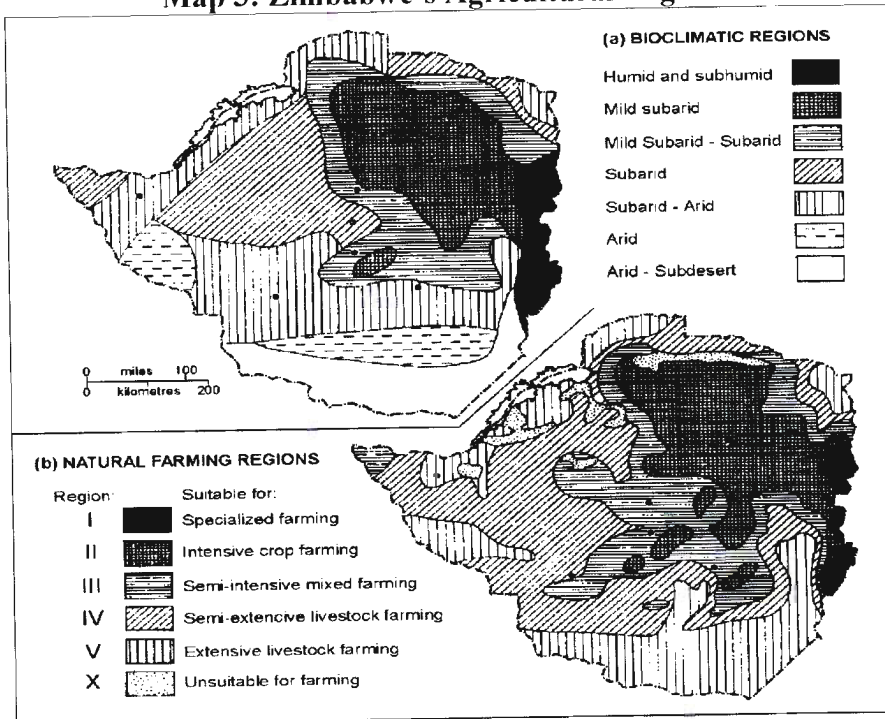 (a) BIOCLIMATIC REGIONS
Humid and subhumid
Mild subarid
Mild Subarid - Subarid
Subarid
Subarid - Arid
Arid
Arid - Subdesert
0 miles 100
0 kilometres 200
(b) NATURAL FARMING REGIONS
Region: Suitable for:
I Specialized farming
II Intensive crop farming
III Semi-intensive mixed farming
IV Semi-extencive livestock farming
V Extensive livestock farming
X Unsuitable for farming